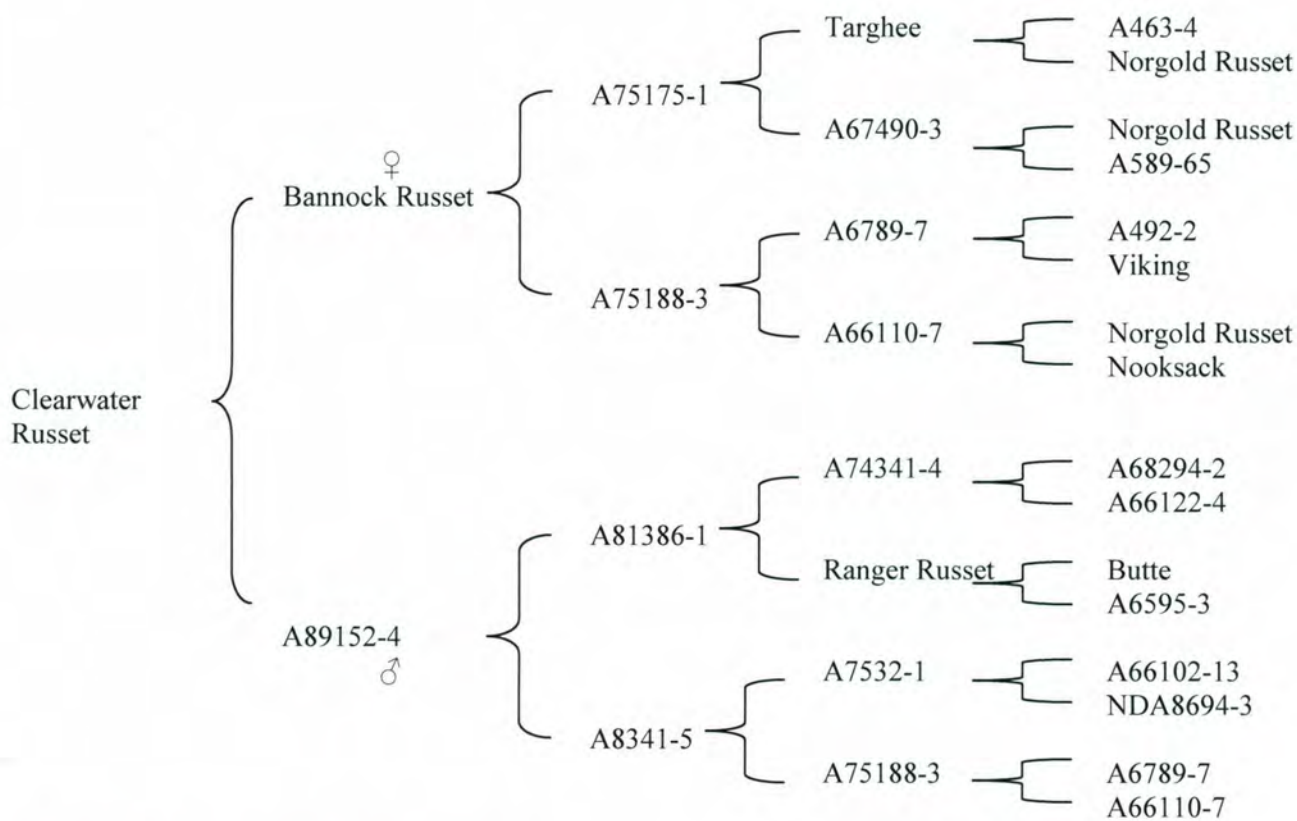 Clearwater
Russet
♀
Bannock Russet
A89152-4
♂
A75175-1
A75188-3
A81386-1
A8341-5
Targhee
A67490-3
A6789-7
A66110-7
A74341-4
Ranger Russet
A7532-1
A75188-3
A463-4
Norgold Russet
Norgold Russet
A589-65
A492-2
Viking
Norgold Russet
Nooksack
A68294-2
A66122-4
Butte
A6595-3
A66102-13
NDA8694-3
A6789-7
A66110-7